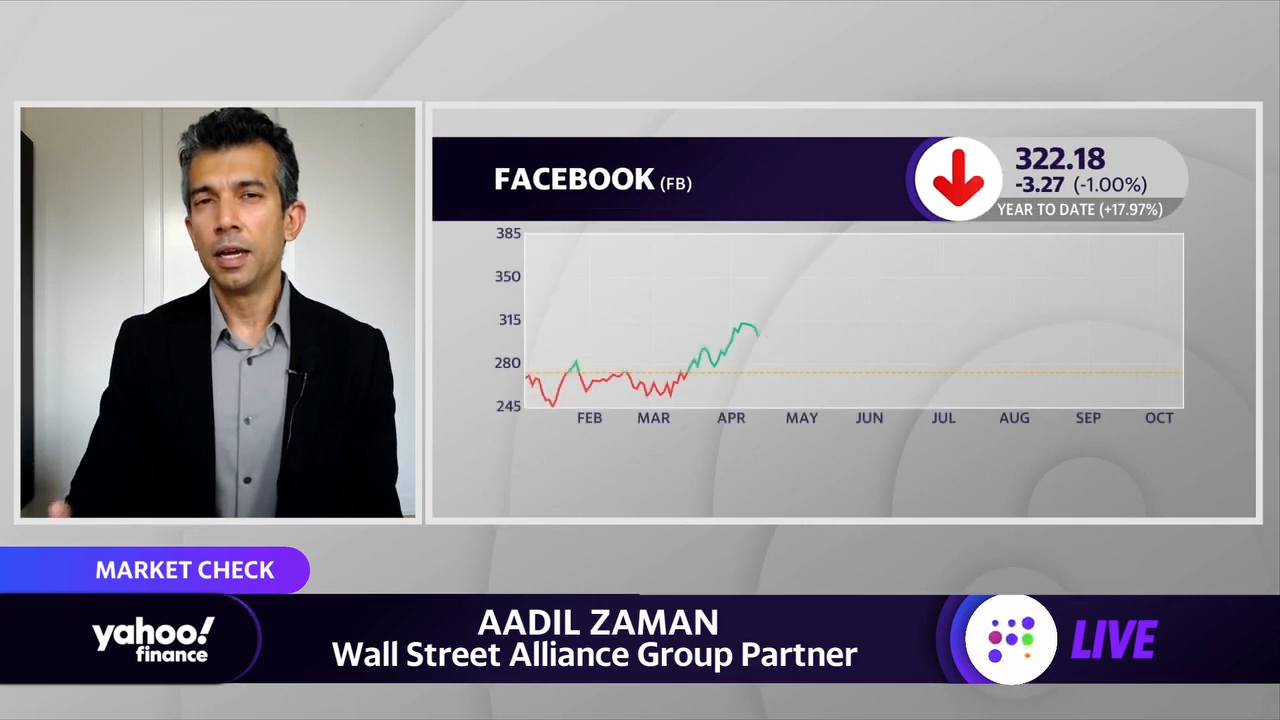 FACEBOOK (FB)
322.18
-3.27 (-1.00%)
YEAR TO DATE (+17.97%)
385
350
315
280
245
FEB MAR APR MAY JUN JUL AUG SEP OCT
MARKET CHECK
yahoo!
finance
AADIL ZAMAN
Wall Street Alliance Group Partner
LIVE